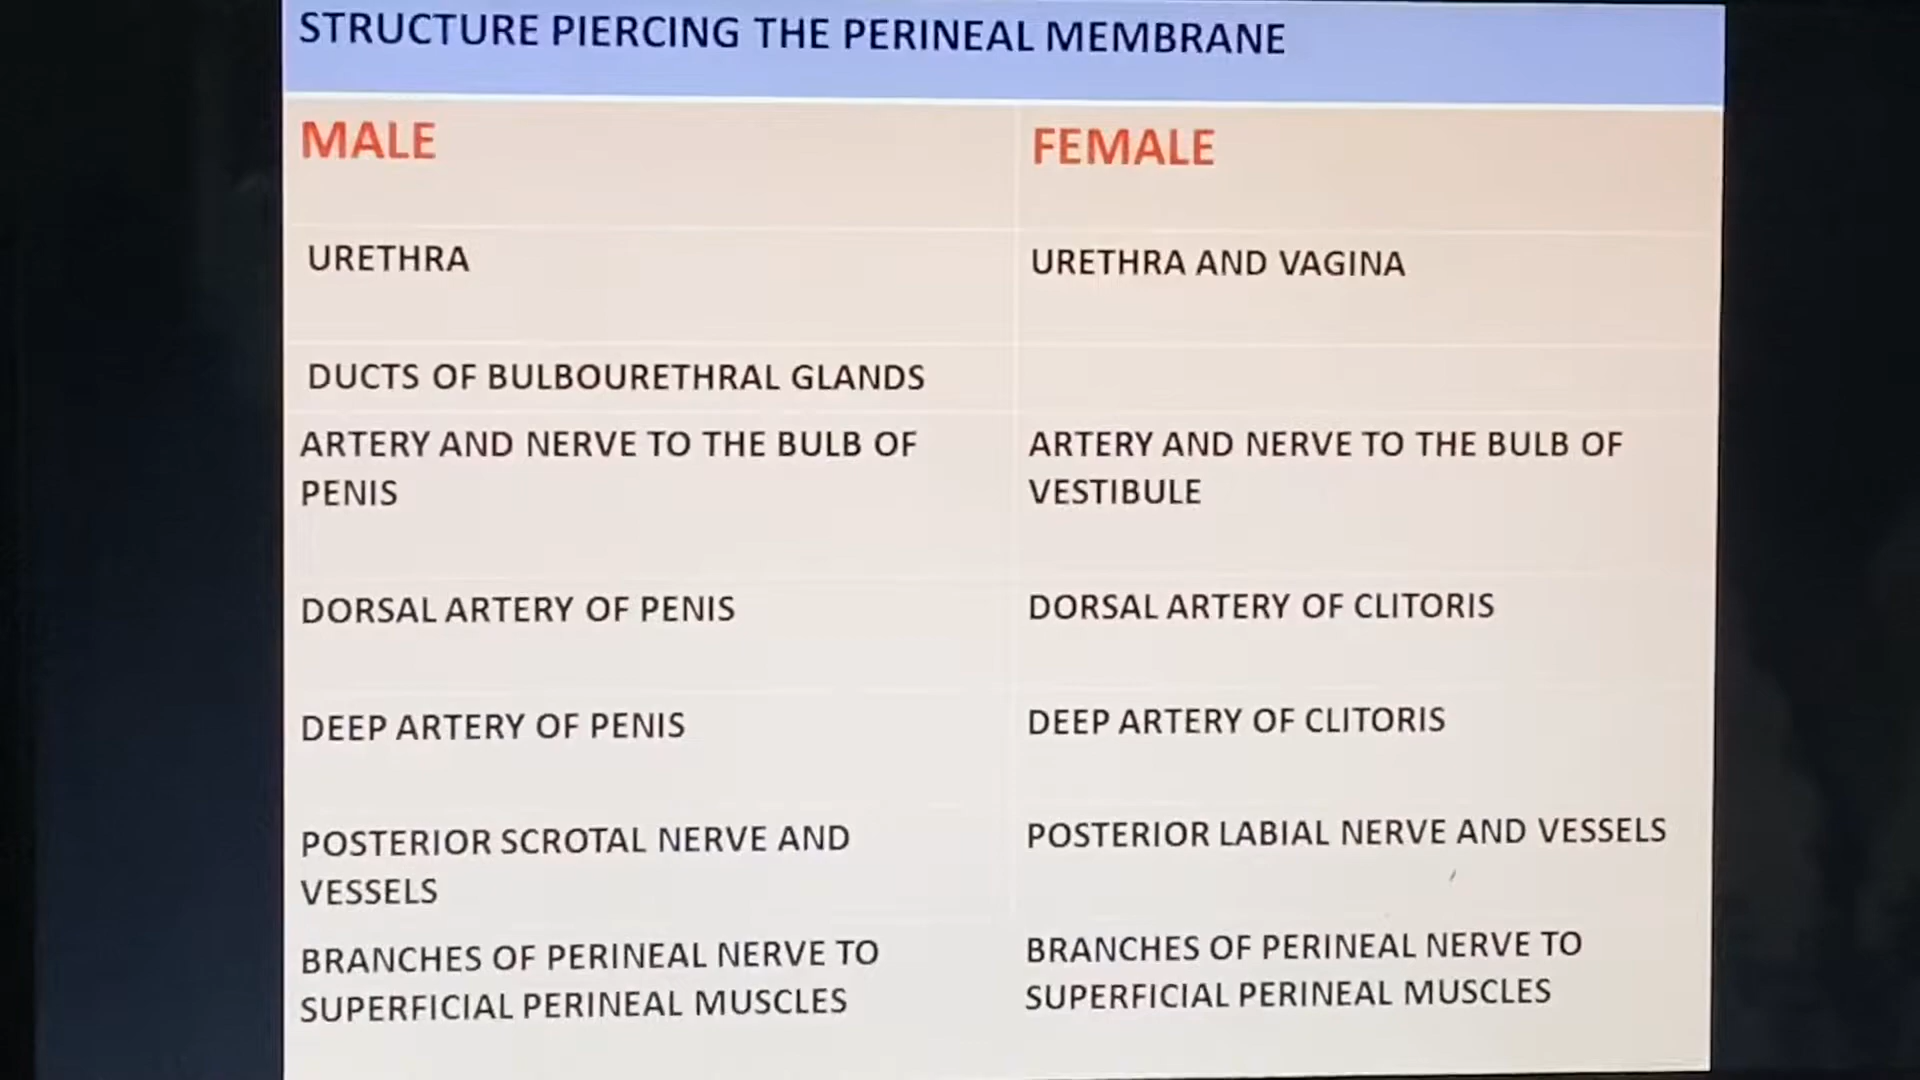 STRUCTURE PIERCING THE PERINEAL MEMBRANE
MALE
FEMALE
URETHRA
URETHRA AND VAGINA
DUCTS OF BULBOURETHRAL GLANDS
ARTERY AND NERVE TO THE BULB OF
PENIS
ARTERY AND NERVE TO THE BULB OF
VESTIBULE
DORSAL ARTERY OF PENIS
DORSAL ARTERY OF CLITORIS
DEEP ARTERY OF PENIS
DEEP ARTERY OF CLITORIS
POSTERIOR SCROTAL NERVE AND
VESSELS
POSTERIOR LABIAL NERVE AND VESSELS
BRANCHES OF PERINEAL NERVE TO
SUPERFICIAL PERINEAL MUSCLES
BRANCHES OF PERINEAL NERVE TO
SUPERFICIAL PERINEAL MUSCLES